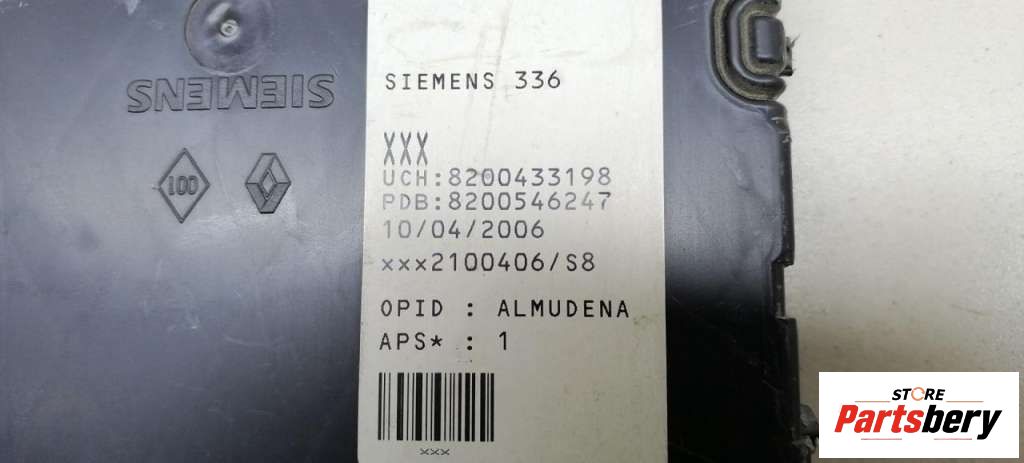 SIEMENS
100
SIEMENS 336
XXX
UCH:8200433198
PDB:8200546247
10/04/2006
xxx2100406/S8
OPID : ALMUDENA
APS* : 1
xxx
STORE
Partsbery